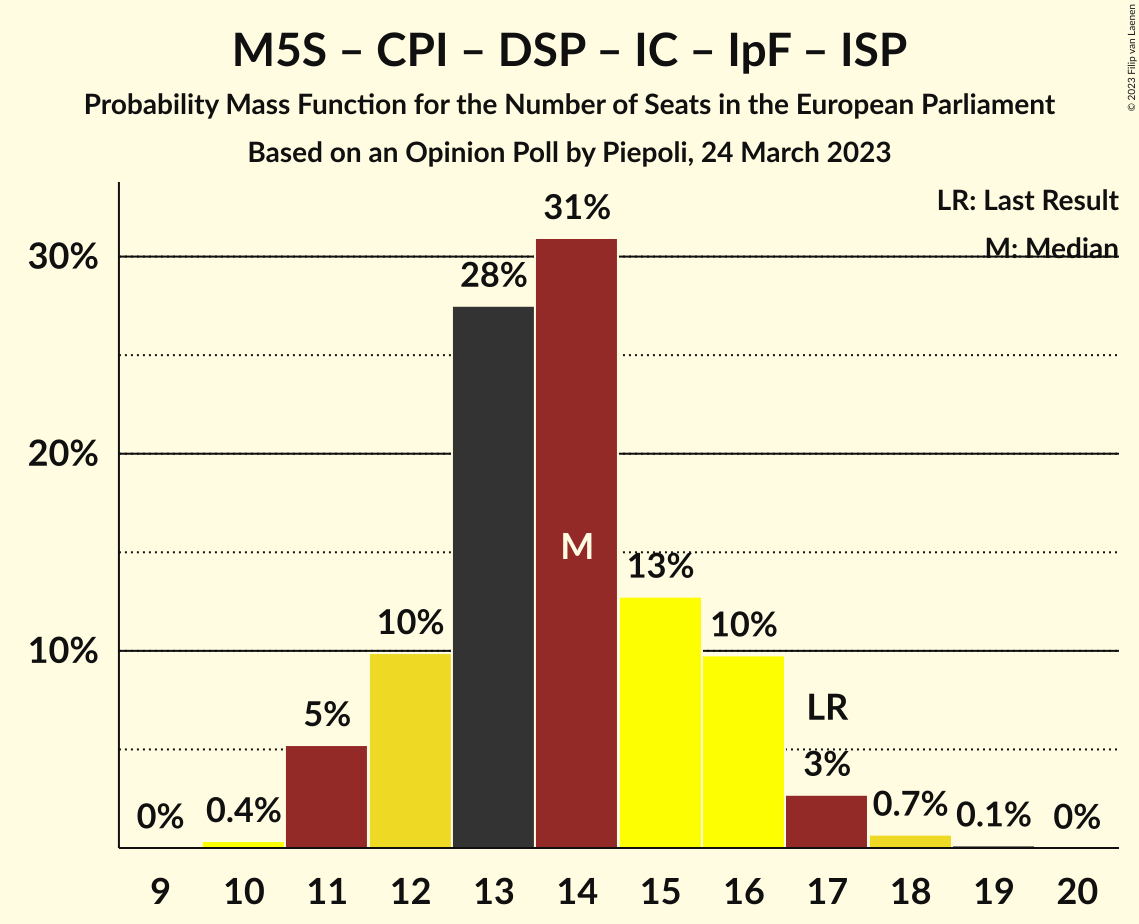 M5S – CPI – DSP – IC – IpF – ISP
Probability Mass Function for the Number of Seats in the European Parliament
Based on an Opinion Poll by Piepoli, 24 March 2023
© 2023 Filip van Laenen
LR: Last Result
M: Median
30%
20%
10%
0%
0.4%
5%
10%
28%
31%
M
13%
10%
LR
3%
0.7%
0.1%
0%
9 10 11 12 13 14 15 16 17 18 19 20